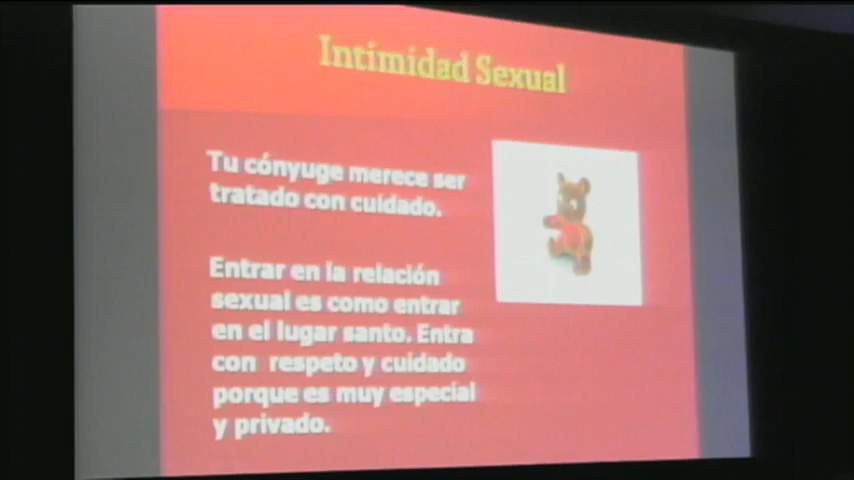 Intimidad Sexual
Tu cónyuge merece ser
tratado con cuidado.
Entrar en la relación
sexual es como entrar
en el lugar santo. Entra
con respeto y cuidado
porque es muy especial
y privado.